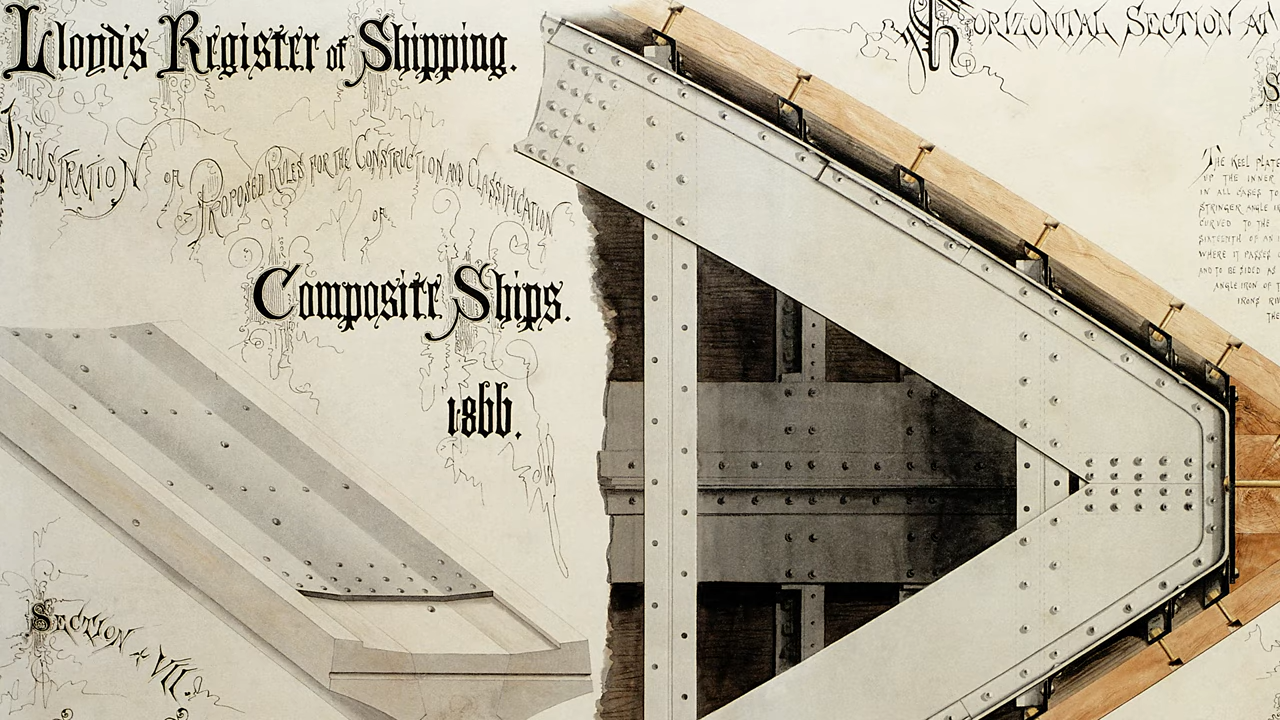 Lloyd's Register of Shipping.
Illustration
of
Proposed Rules for the Construction and Classification
of
Composite Ships.
1866.
Section VII.
Horizontal Section at
The Keel Plate
up the inner
in all cases to
stringer angle
curved to the
sixteenth of an
where it passes
and to be sided as
angle iron of
irons
the